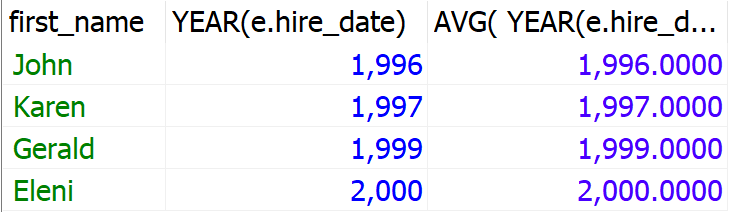 first_name YEAR(e.hire_date) AVG( YEAR(e.hire_d...
John 1,996 1,996.0000
Karen 1,997 1,997.0000
Gerald 1,999 1,999.0000
Eleni 2,000 2,000.0000